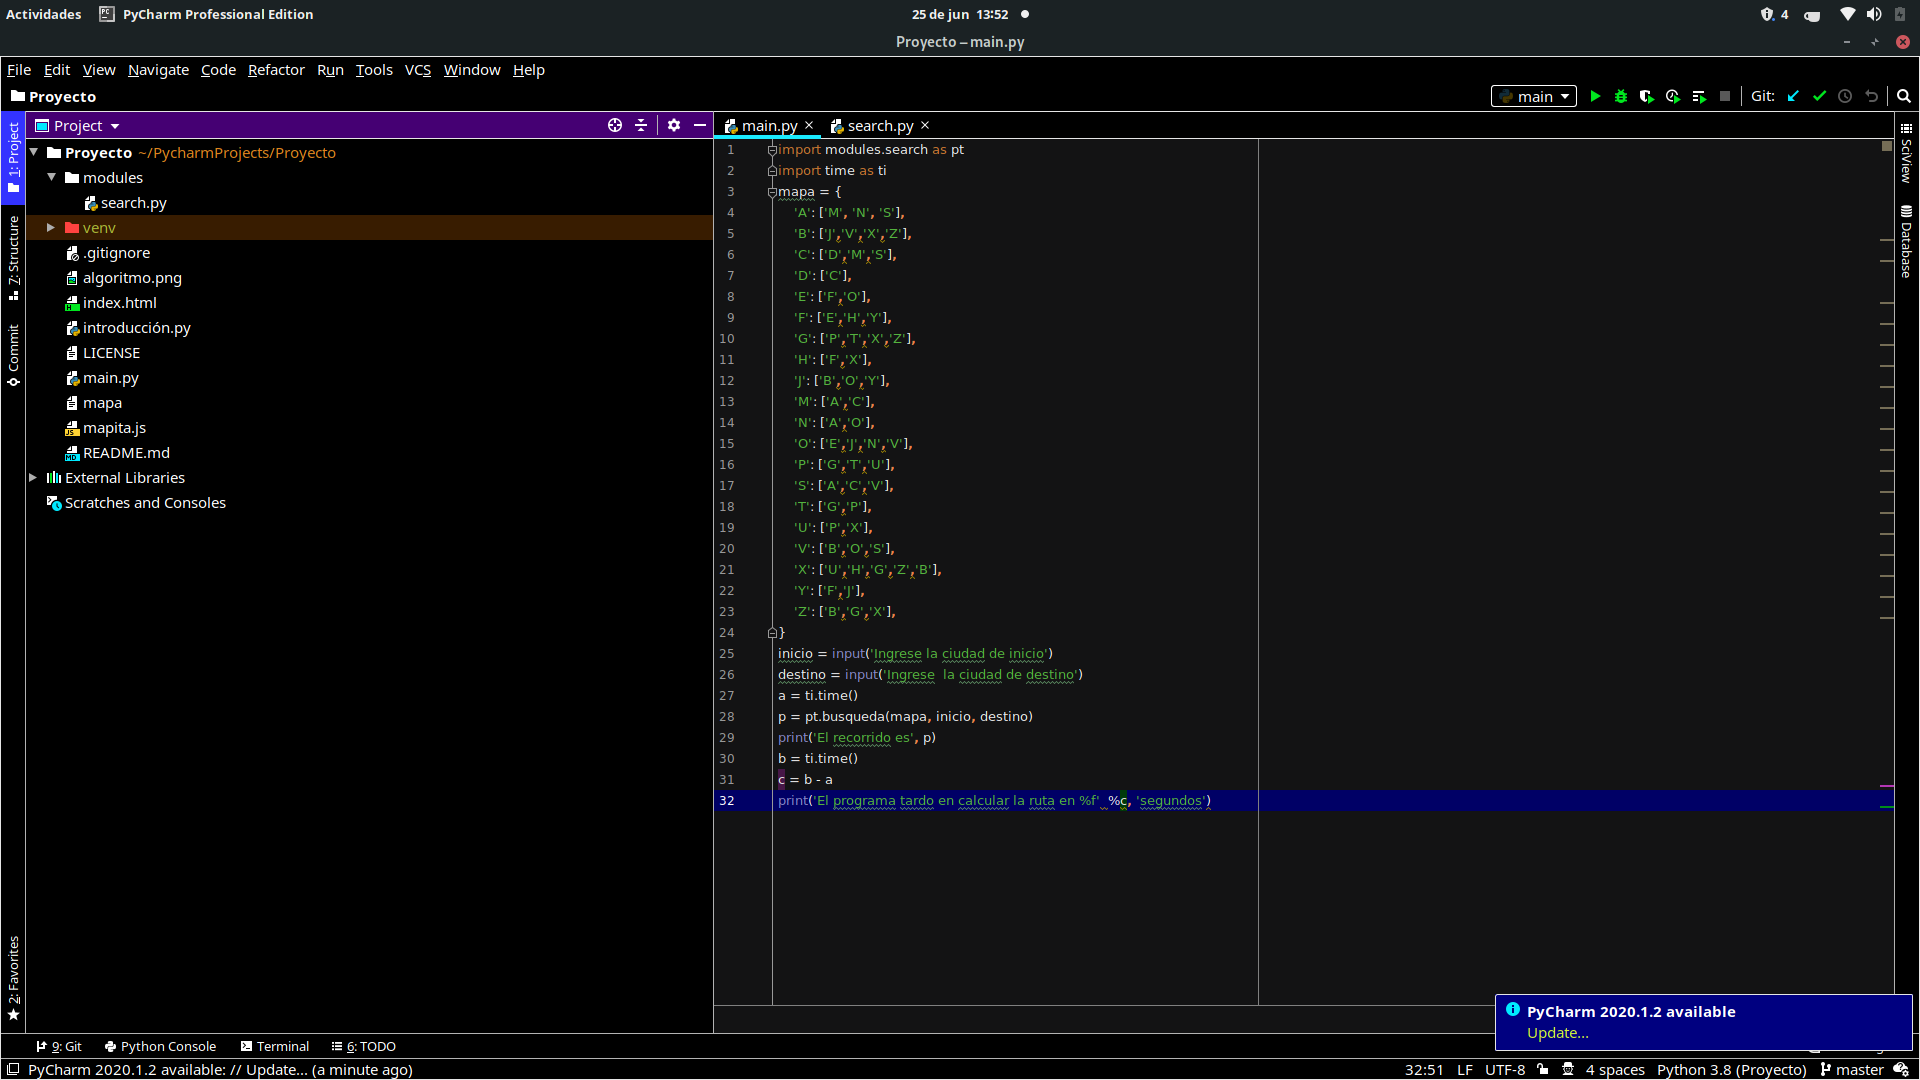 Actividades PyCharm Professional Edition 25 de jun 13:52 4
Proyecto – main.py
File Edit View Navigate Code Refactor Run Tools VCS Window Help
Proyecto main Git:
1: Project
7: Structure
Commit
2: Favorites
Project
Proyecto ~/PycharmProjects/Proyecto
modules
search.py
venv
.gitignore
algoritmo.png
index.html
introducción.py
LICENSE
main.py
mapa
mapita.js
README.md
External Libraries
Scratches and Consoles
main.py search.py
1 import modules.search as pt
2 import time as ti
3 mapa = {
4 'A': ['M', 'N', 'S'],
5 'B': ['J','V','X','Z'],
6 'C': ['D','M','S'],
7 'D': ['C'],
8 'E': ['F','O'],
9 'F': ['E','H','Y'],
10 'G': ['P','T','X','Z'],
11 'H': ['F','X'],
12 'J': ['B','O','Y'],
13 'M': ['A','C'],
14 'N': ['A','O'],
15 'O': ['E','J','N','V'],
16 'P': ['G','T','U'],
17 'S': ['A','C','V'],
18 'T': ['G','P'],
19 'U': ['P','X'],
20 'V': ['B','O','S'],
21 'X': ['U','H','G','Z','B'],
22 'Y': ['F','J'],
23 'Z': ['B','G','X'],
24 }
25 inicio = input('Ingrese la ciudad de inicio')
26 destino = input('Ingrese  la ciudad de destino')
27 a = ti.time()
28 p = pt.busqueda(mapa, inicio, destino)
29 print('El recorrido es', p)
30 b = ti.time()
31 c = b - a
32 print('El programa tardo en calcular la ruta en %f'  %c, 'segundos')
SciView
Database
PyCharm 2020.1.2 available
Update...
9: Git Python Console Terminal 6: TODO
PyCharm 2020.1.2 available: // Update... (a minute ago) 32:51 LF UTF-8 4 spaces Python 3.8 (Proyecto) master